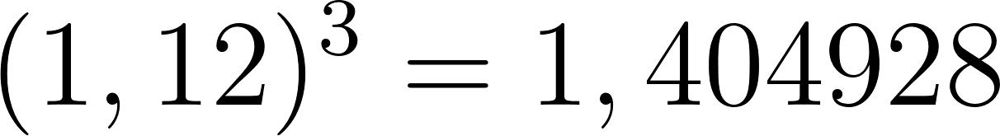 (1, 12)³ = 1, 404928